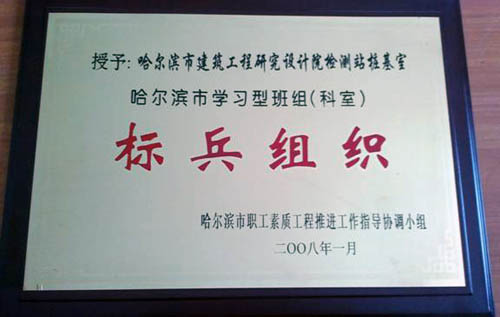 授予:哈尔滨市建筑工程研究设计院检测站桩基室
哈尔滨市学习型班组(科室)
标兵组织
哈尔滨市职工素质工程推进工作指导协调小组
二〇〇八年一月